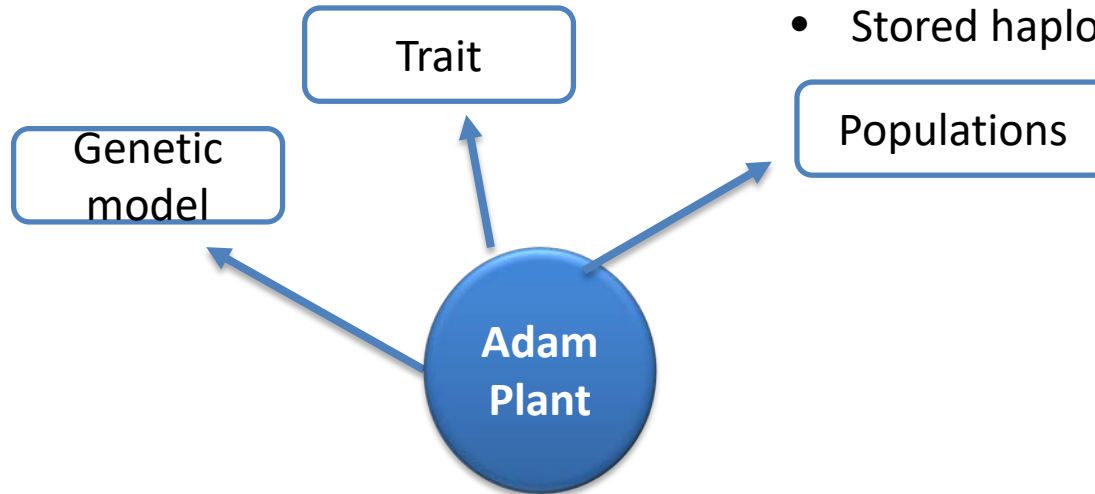 • Stored haplo
Trait
Populations
Genetic
model
Adam
Plant